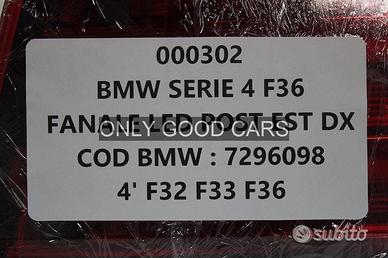 000302
BMW SERIE 4 F36
FANALE LED POST EST DX
ONLY GOOD CARS
COD BMW : 7296098
4' F32 F33 F36
subito